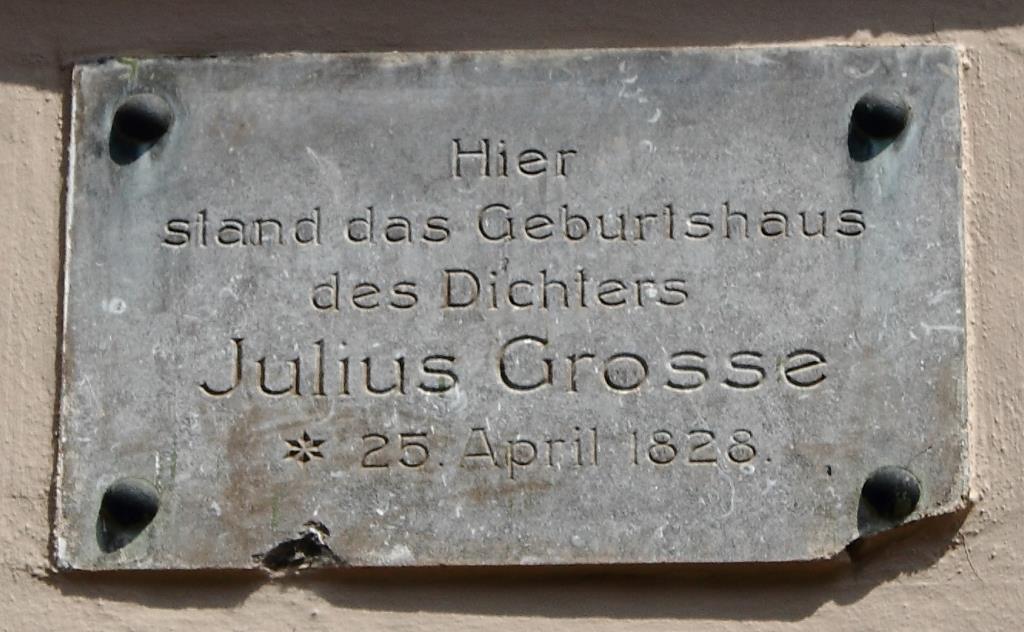 Hier
stand das Geburtshaus
des Dichters
Julius Grosse
* 25. April 1828.